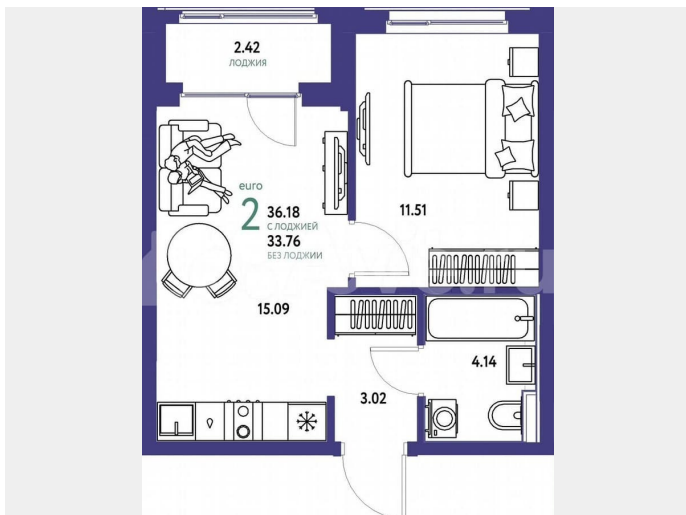 2.42
ЛОДЖИЯ
euro
2
36.18
С ЛОДЖИЕЙ
33.76
БЕЗ ЛОДЖИИ
11.51
15.09
4.14
3.02